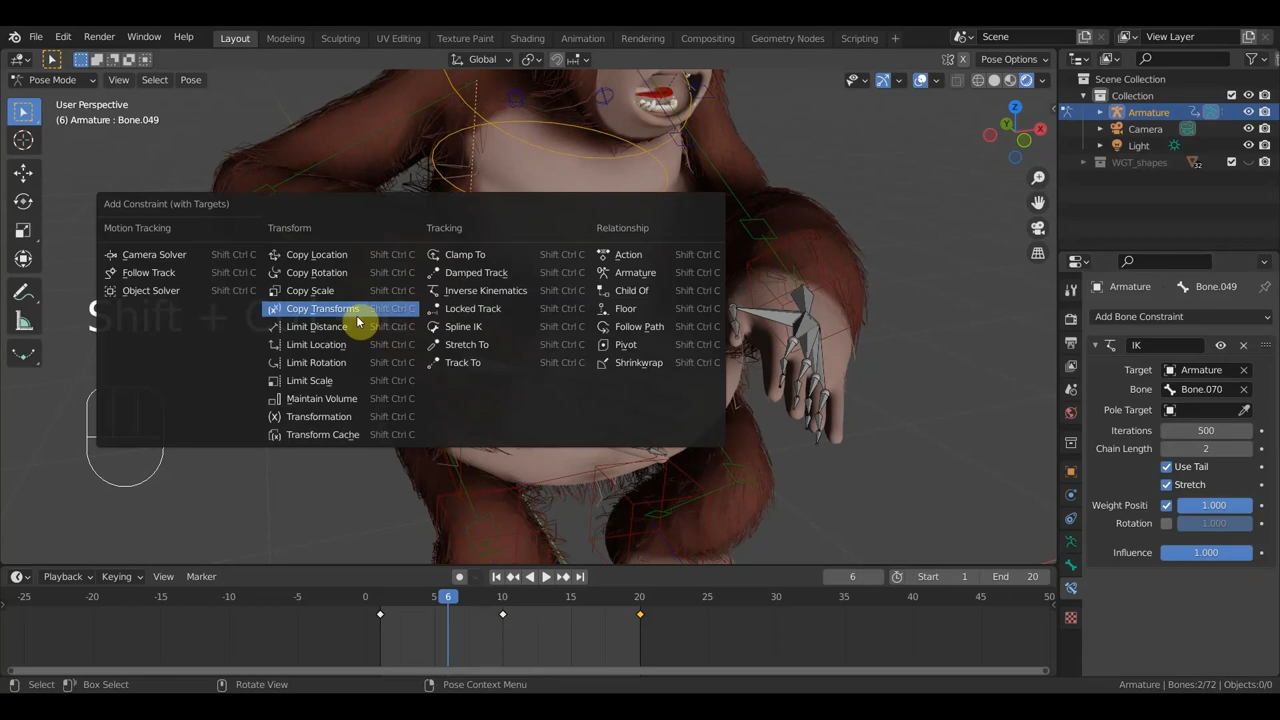 File Edit Render Window Help Layout Modeling Sculpting UV Editing Texture Paint Shading Animation Rendering Compositing Geometry Nodes Scripting + Scene View Layer
Global Pose Options
Pose Mode View Select Pose
User Perspective
(6) Armature : Bone.049
Z
Y
X
Scene Collection
Collection
Armature
Camera
Light
WGT_shapes 32
Add Constraint (with Targets)
Motion Tracking Transform Tracking Relationship
Camera Solver Shift Ctrl C Copy Location Shift Ctrl C Clamp To Shift Ctrl C Action Shift Ctrl C
Follow Track Shift Ctrl C Copy Rotation Shift Ctrl C Damped Track Shift Ctrl C Armature Shift Ctrl C
Object Solver Shift Ctrl C Copy Scale Shift Ctrl C Inverse Kinematics Shift Ctrl C Child Of Shift Ctrl C
Copy Transforms Shift Ctrl C Locked Track Shift Ctrl C Floor Shift Ctrl C
Limit Distance Shift Ctrl C Spline IK Shift Ctrl C Follow Path Shift Ctrl C
Limit Location Shift Ctrl C Stretch To Shift Ctrl C Pivot Shift Ctrl C
Limit Rotation Shift Ctrl C Track To Shift Ctrl C Shrinkwrap Shift Ctrl C
Limit Scale Shift Ctrl C
Maintain Volume Shift Ctrl C
Transformation Shift Ctrl C
Transform Cache Shift Ctrl C
Shift +
Bone.049
Add Bone Constraint
IK
Target Armature
Bone Bone.070
Pole Target
Iterations 500
Chain Length 2
Use Tail
Stretch
Weight Positi 1.000
Rotation 1.000
Influence 1.000
Playback Keying View Marker 6 Start 1 End 20
-25 -20 -15 -10 -5 0 5 6 10 15 20 25 30 35 40 45 50
Select Box Select Rotate View Pose Context Menu Armature | Bones:2/72 | Objects:0/0